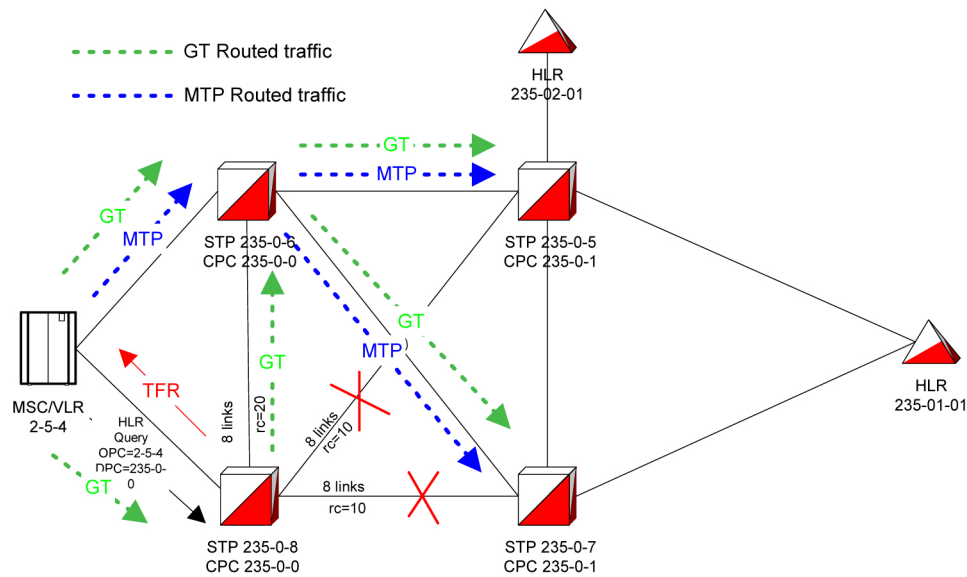 GT Routed traffic
MTP Routed traffic
HLR
235-02-01
GT
MTP
GT
MTP
STP 235-0-6
CPC 235-0-0
STP 235-0-5
CPC 235-0-1
GT
MTP
GT
TFR
MSC/VLR
2-5-4
HLR
Query
OPC=2-5-4
DPC=235-0-
0
GT
8 links
rc=20
8 links
rc=10
8 links
rc=10
HLR
235-01-01
STP 235-0-8
CPC 235-0-0
STP 235-0-7
CPC 235-0-1